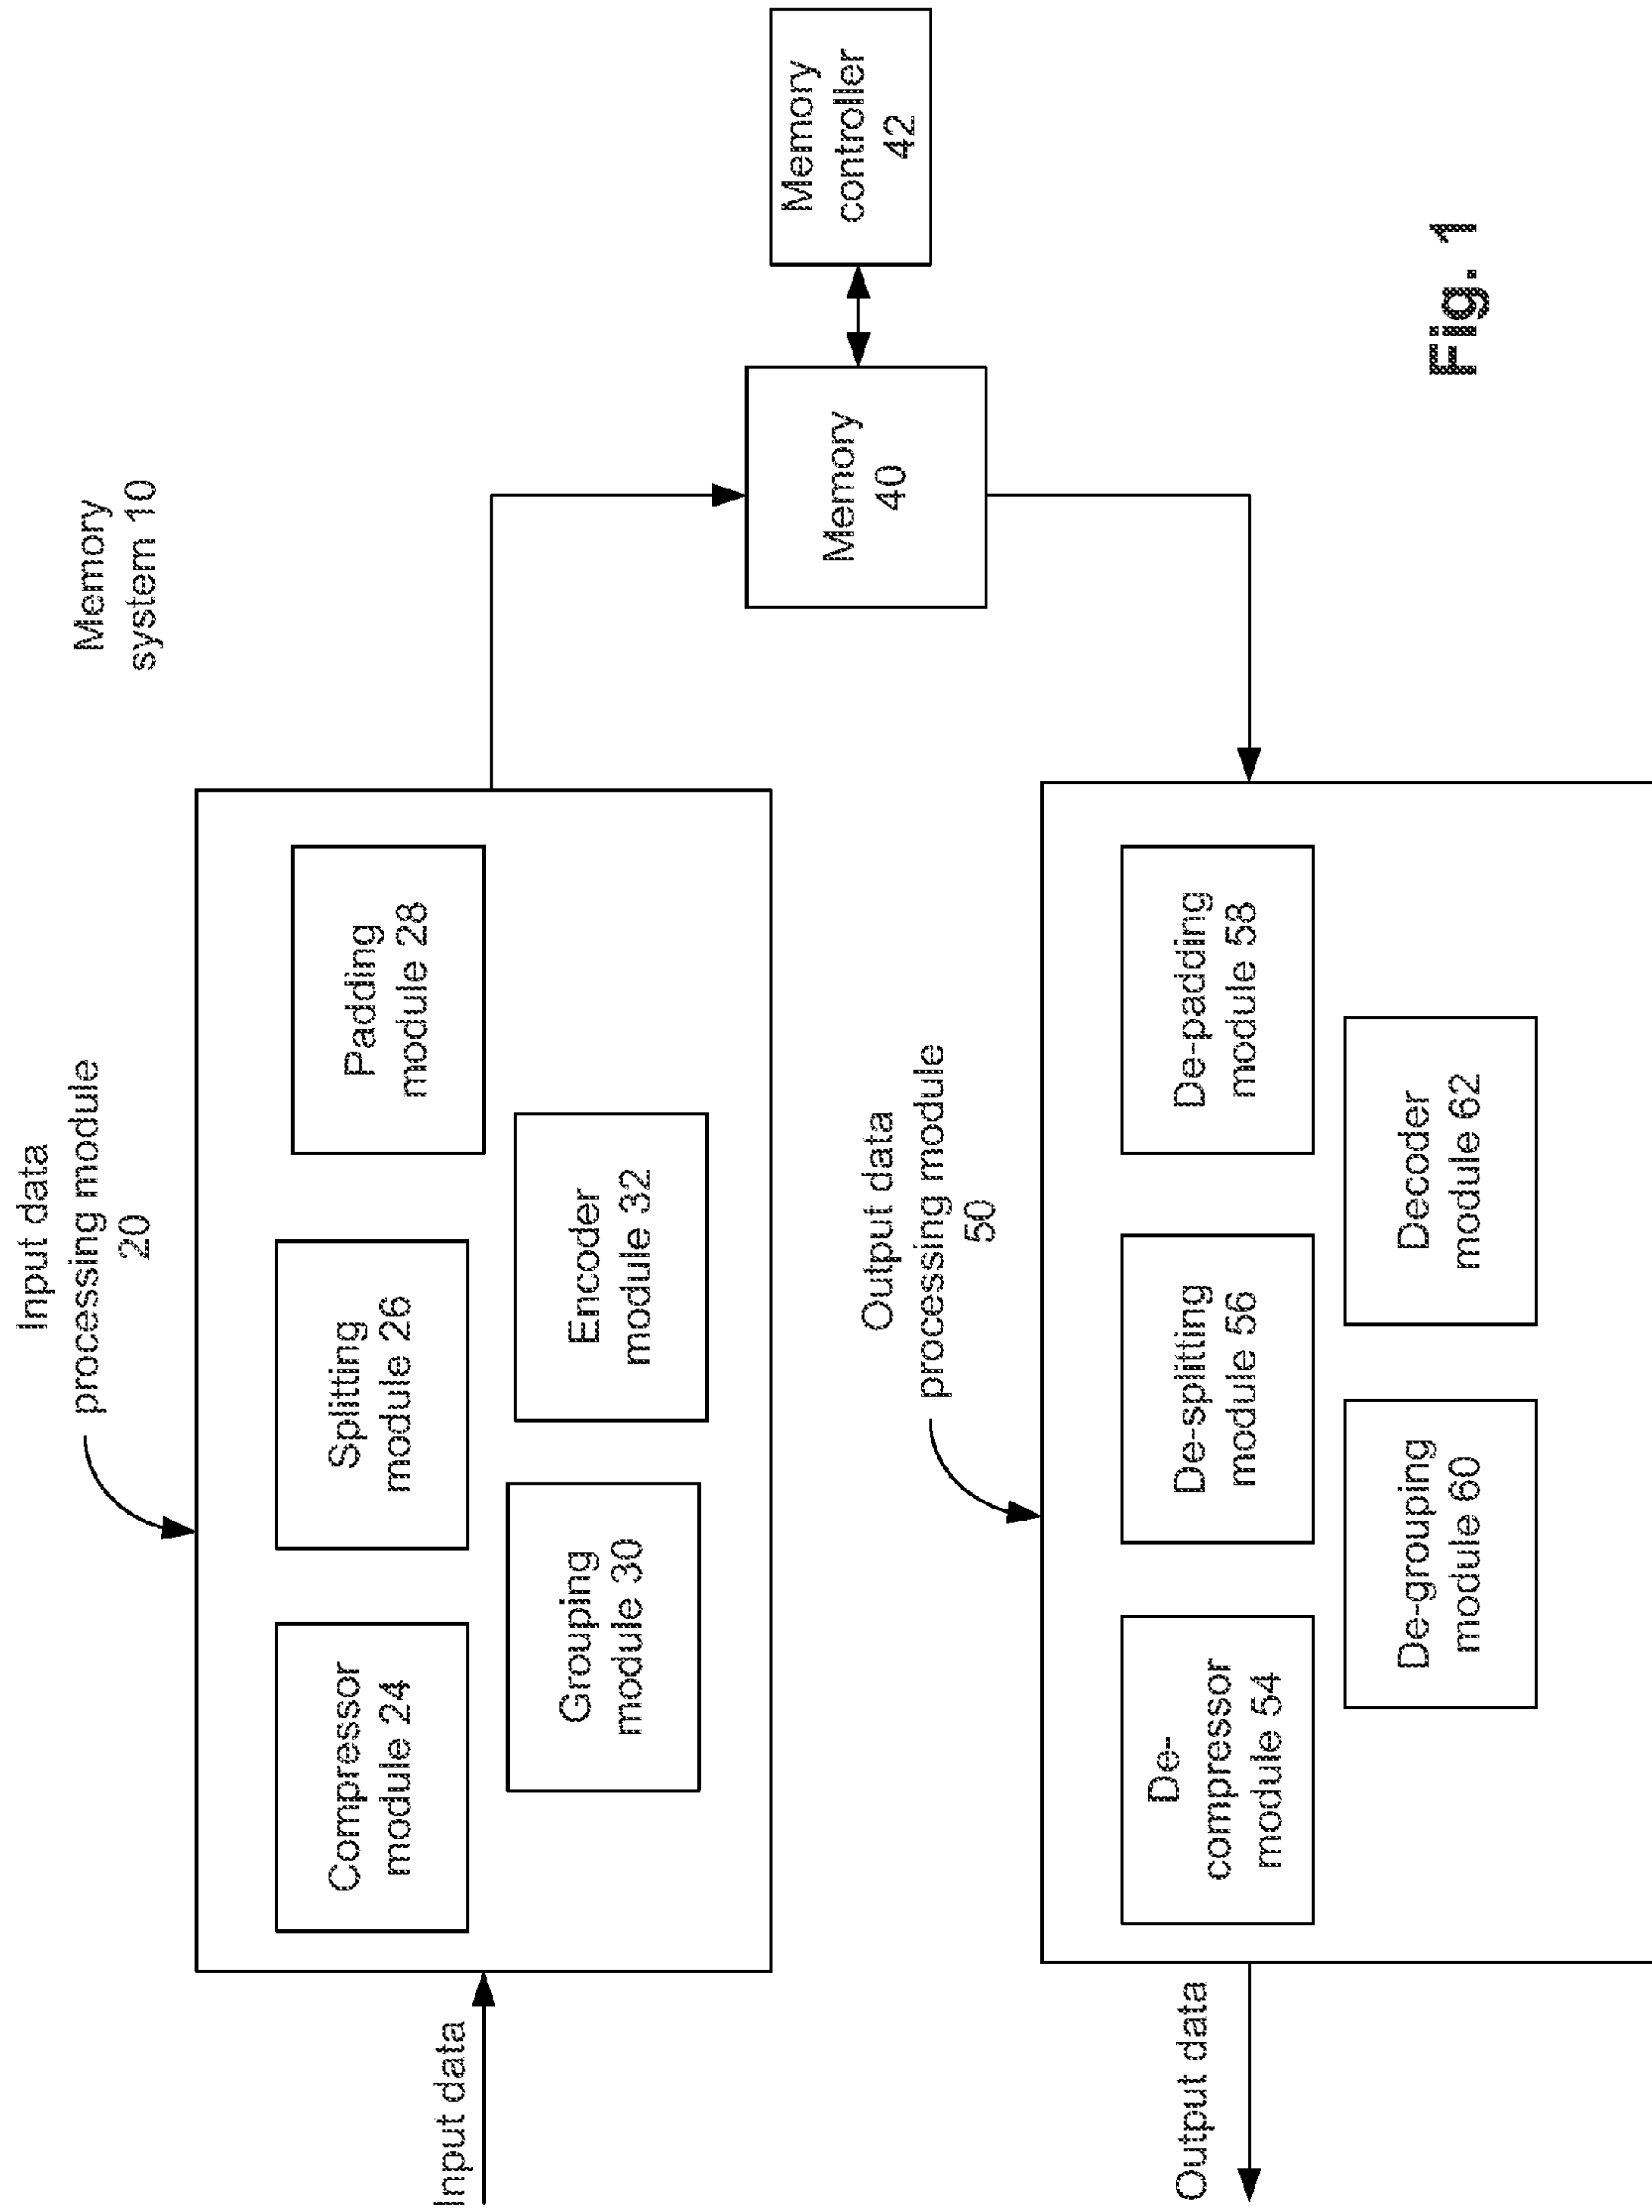 Memory
system 10
Input data
processing module
20
Input data
Compressor
module 24
Splitting
module 26
Padding
module 28
Grouping
module 30
Encoder
module 32
Memory
40
Memory
controller
42
Output data
processing module
50
Output data
De-
compressor
module 54
De-splitting
module 56
De-padding
module 58
De-grouping
module 60
Decoder
module 62
Fig. 1